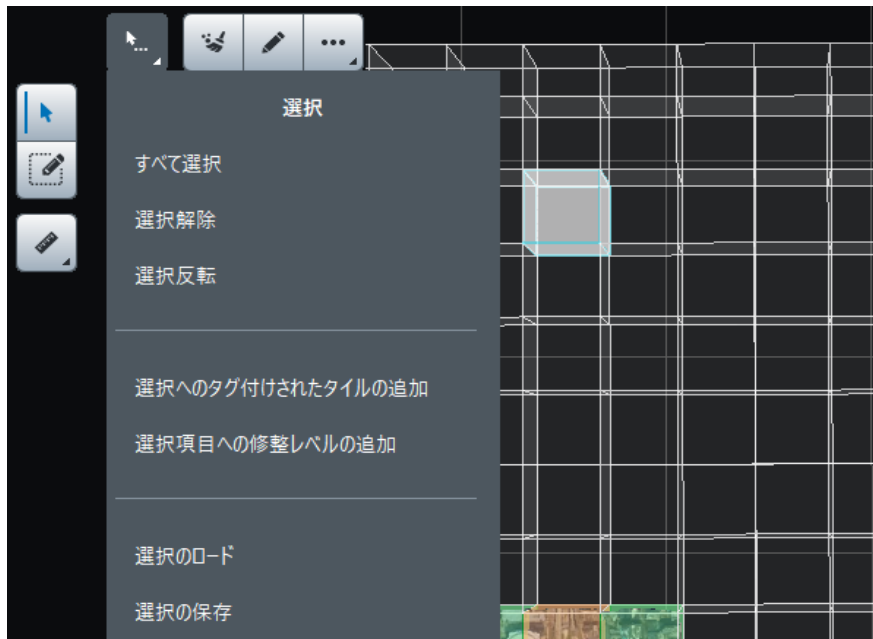 選択
すべて選択
選択解除
選択反転
選択へのタグ付けされたタイルの追加
選択項目への修整レベルの追加
選択のロード
選択の保存